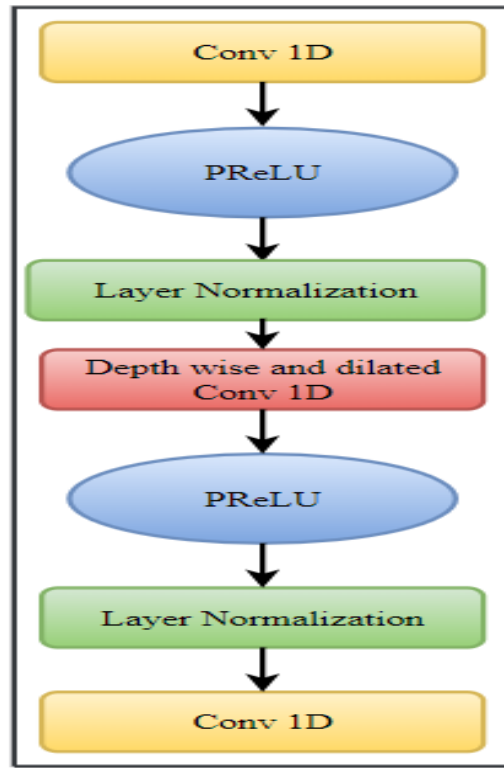 Conv 1D
PReLU
Layer Normalization
Depth wise and dilated
Conv 1D
PReLU
Layer Normalization
Conv 1D